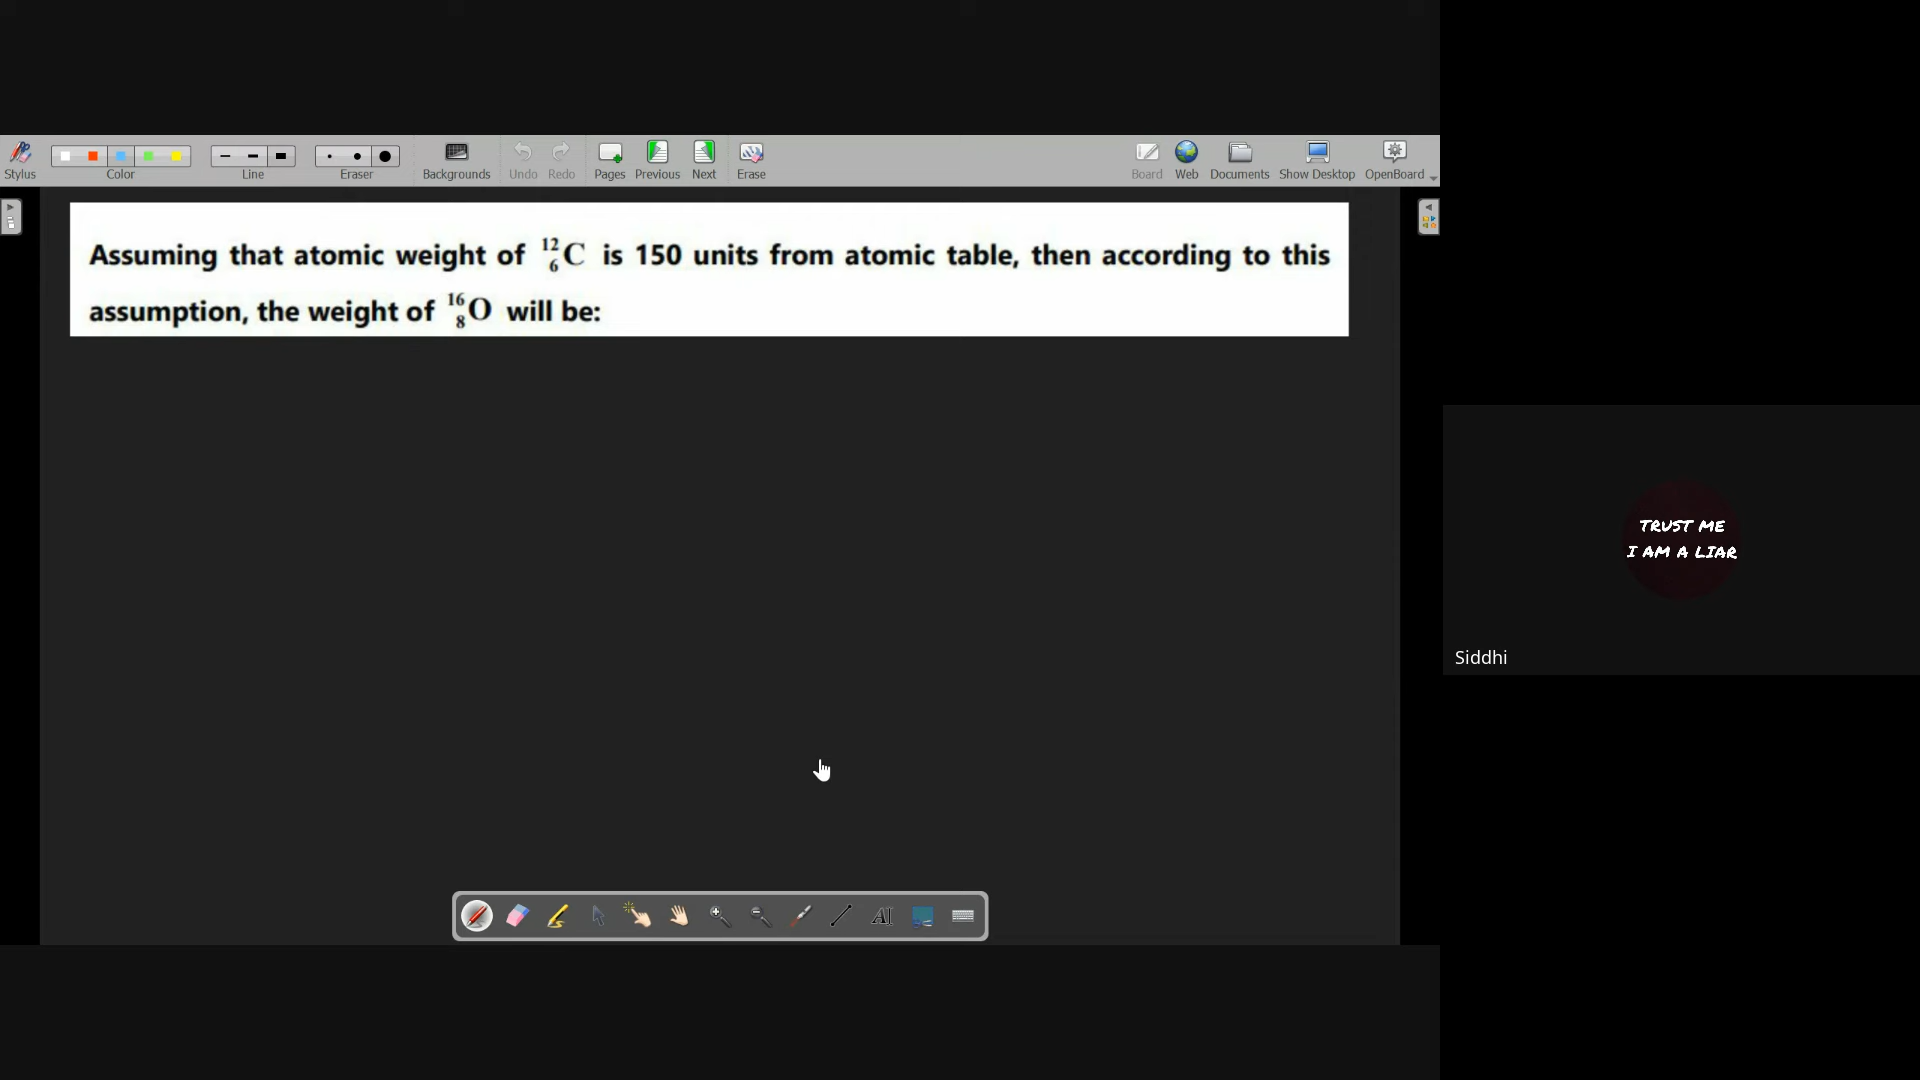 Stylus Color Line Eraser Backgrounds Undo Redo Pages Previous Next Erase Board Web Documents Show Desktop OpenBoard
Assuming that atomic weight of ¹²₆C is 150 units from atomic table, then according to this
assumption, the weight of ¹⁶₈O will be:
TRUST ME
I AM A LIAR
Siddhi
AI